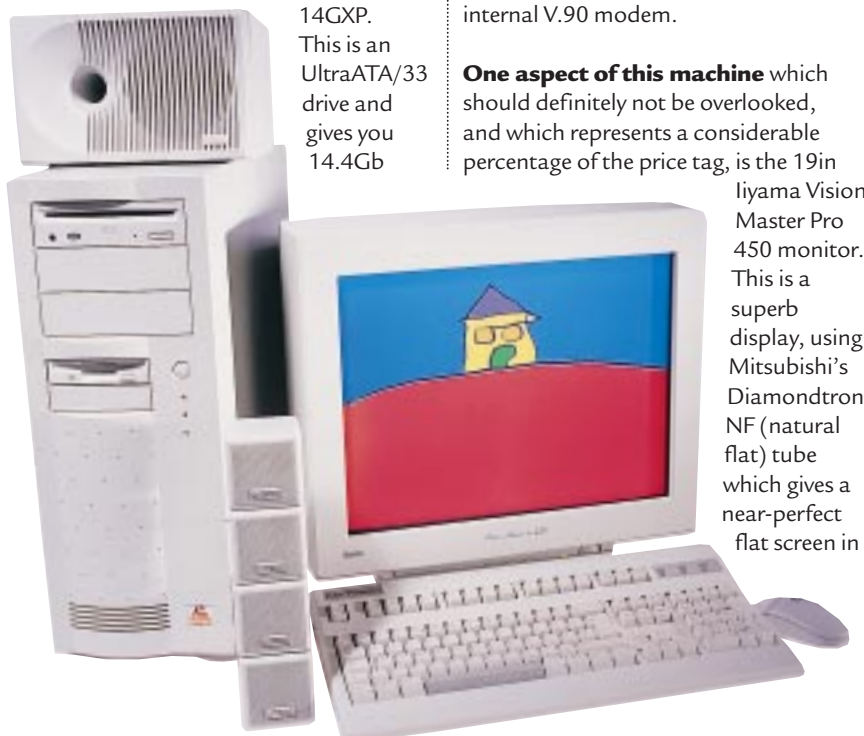 14GXP.
This is an
UltraATA/33
drive and
gives you
14.4Gb
internal V.90 modem.
One aspect of this machine which
should definitely not be overlooked,
and which represents a considerable
percentage of the price tag, is the 19in
Iiyama Vision
Master Pro
450 monitor.
This is a
superb
display, using
Mitsubishi's
Diamondtron
NF (natural
flat) tube
which gives a
near-perfect
flat screen in